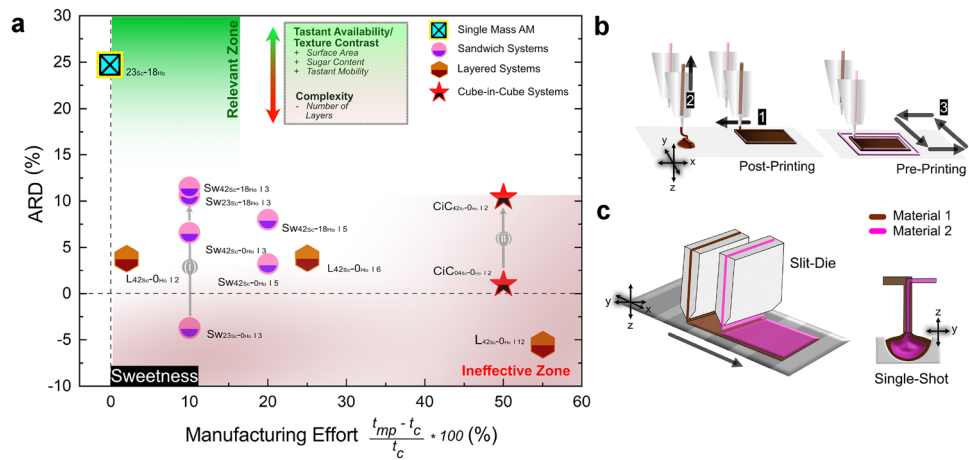 a
ARD (%)
30
25
20
15
10
5
0
-5
-10
0
10
20
30
40
50
60
Manufacturing Effort (tmp - tc) / tc * 100 (%)
Relevant Zone
Tastant Availability/
Texture Contrast
+ Surface Area
+ Sugar Content
+ Tastant Mobility
Complexity
- Number of
Layers
Single Mass AM
Sandwich Systems
Layered Systems
Cube-in-Cube Systems
23Sc-18Ho
Sw42Sc-18Ho I 3
Sw23Sc-18Ho I 3
Sw42Sc-18Ho I 5
Sw42Sc-0Ho I 3
L42Sc-0Ho I 2
Sw42Sc-0Ho I 5
L42Sc-0Ho I 6
Sw23Sc-0Ho I 3
CiC42Sc-0Ho I 2
CiC04Sc-0Ho I 2
L42Sc-0Ho I 12
Sweetness
Ineffective Zone
b
2
1
3
y
x
z
Post-Printing
Pre-Printing
c
Material 1
Material 2
Slit-Die
y
x
z
z
y
Single-Shot